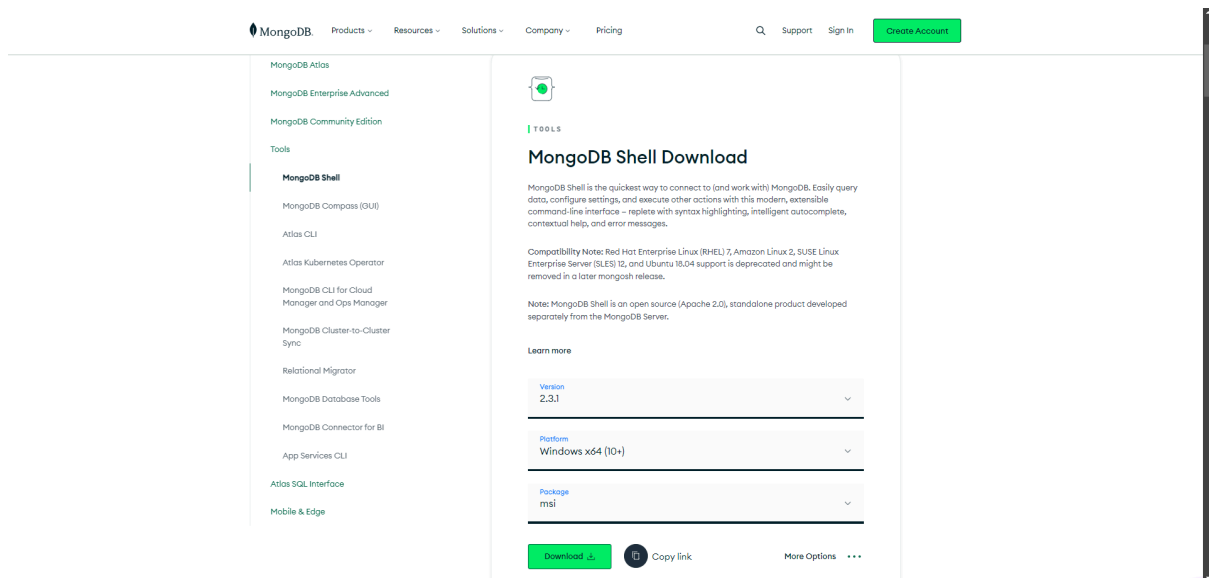 MongoDB. Products Resources Solutions Company Pricing Support Sign In Create Account
MongoDB Atlas
MongoDB Enterprise Advanced
MongoDB Community Edition
Tools
MongoDB Shell
MongoDB Compass (GUI)
Atlas CLI
Atlas Kubernetes Operator
MongoDB CLI for Cloud
Manager and Ops Manager
MongoDB Cluster-to-Cluster
Sync
Relational Migrator
MongoDB Database Tools
MongoDB Connector for BI
App Services CLI
Atlas SQL Interface
Mobile & Edge
TOOLS
MongoDB Shell Download
MongoDB Shell is the quickest way to connect to (and work with) MongoDB. Easily query
data, configure settings, and execute other actions with this modern, extensible
command-line interface – replete with syntax highlighting, intelligent autocomplete,
contextual help, and error messages.
Compatibility Note: Red Hat Enterprise Linux (RHEL) 7, Amazon Linux 2, SUSE Linux
Enterprise Server (SLES) 12, and Ubuntu 18.04 support is deprecated and might be
removed in a later mongosh release.
Note: MongoDB Shell is an open source (Apache 2.0), standalone product developed
separately from the MongoDB Server.
Learn more
Version
2.3.1
Platform
Windows x64 (10+)
Package
msi
Download Copy link More Options